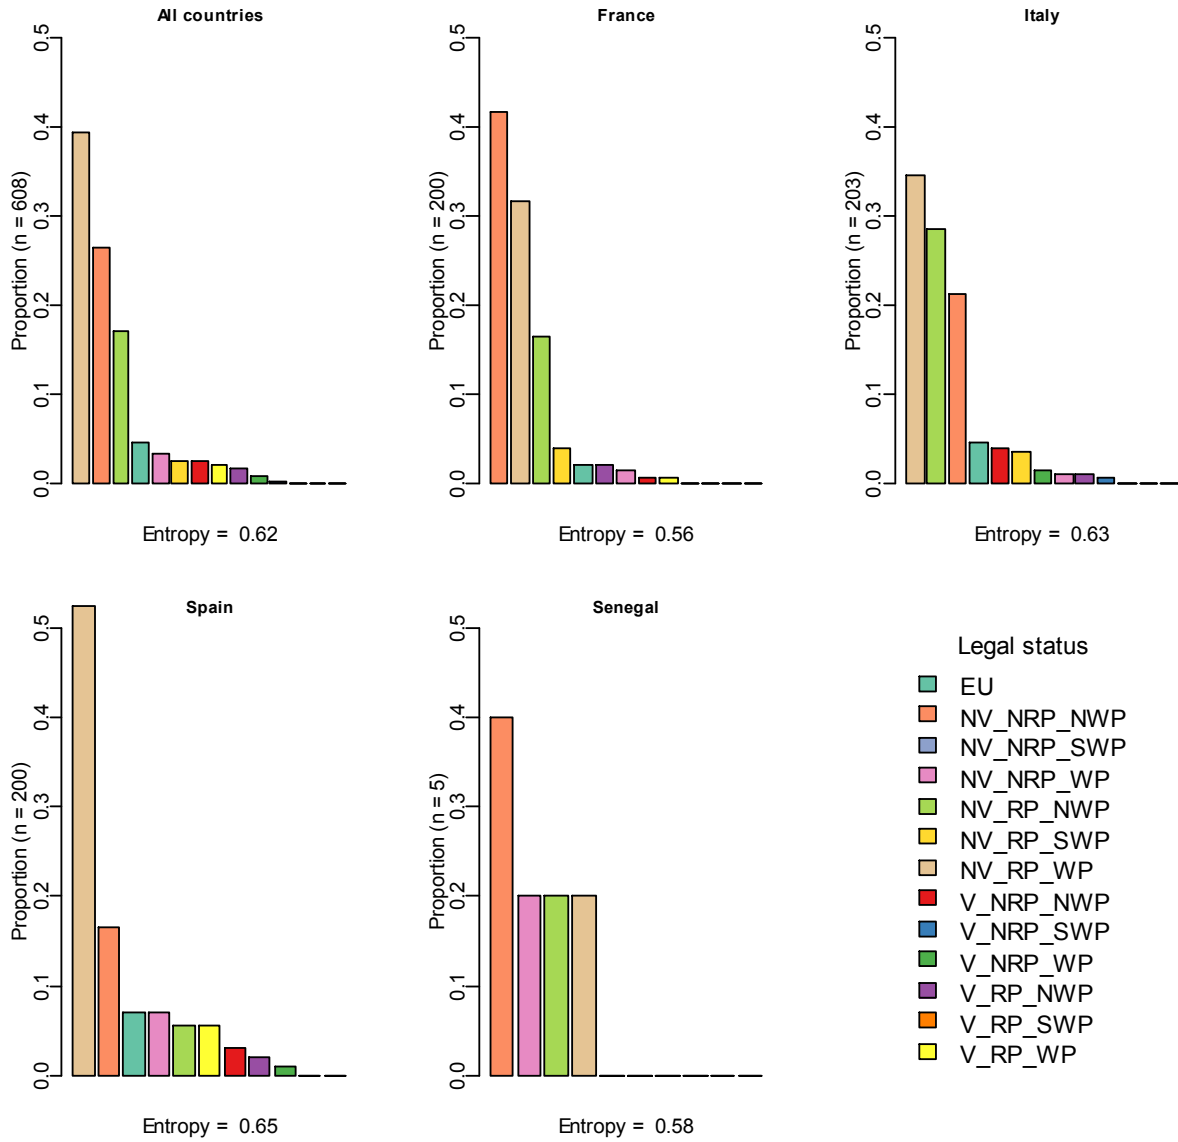 All countries
0.5
0.4
0.3
0.2
0.1
0.0
Proportion (n = 608)
Entropy = 0.62
France
0.5
0.4
0.3
0.2
0.1
0.0
Proportion (n = 200)
Entropy = 0.56
Italy
0.5
0.4
0.3
0.2
0.1
0.0
Proportion (n = 203)
Entropy = 0.63
Spain
0.5
0.4
0.3
0.2
0.1
0.0
Proportion (n = 200)
Entropy = 0.65
Senegal
0.5
0.4
0.3
0.2
0.1
0.0
Proportion (n = 5)
Entropy = 0.58
Legal status
EU
NV_NRP_NWP
NV_NRP_SWP
NV_NRP_WP
NV_RP_NWP
NV_RP_SWP
NV_RP_WP
V_NRP_NWP
V_NRP_SWP
V_NRP_WP
V_RP_NWP
V_RP_SWP
V_RP_WP